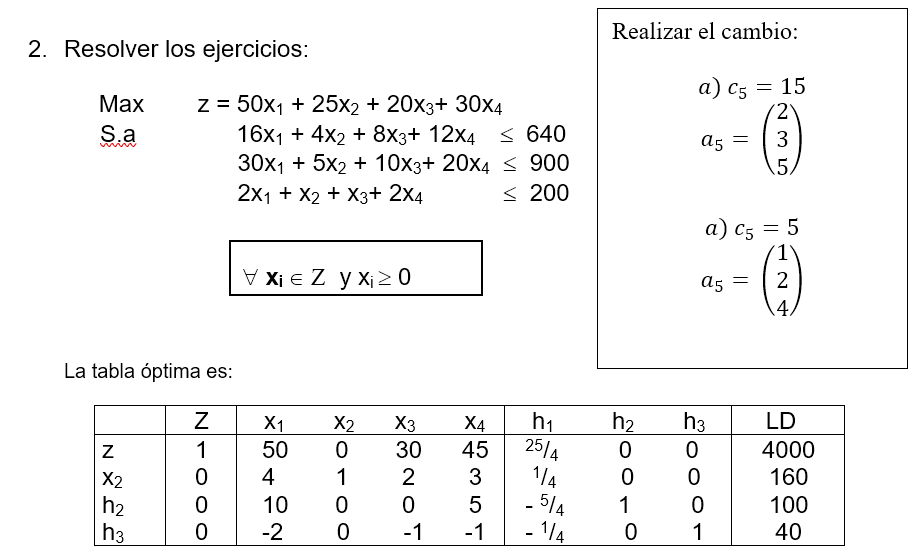 2. Resolver los ejercicios:
Max z = 50x₁ + 25x₂ + 20x₃+ 30x₄
S.a 16x₁ + 4x₂ + 8x₃+ 12x₄ ≤ 640
30x₁ + 5x₂ + 10x₃+ 20x₄ ≤ 900
2x₁ + x₂ + x₃+ 2x₄ ≤ 200
∀ xᵢ ∈ Z y xᵢ ≥ 0
Realizar el cambio:
a) c₅ = 15
a₅ = (2
3
5)
a) c₅ = 5
a₅ = (1
2
4)
La tabla óptima es:
Z x₁ x₂ x₃ x₄ h₁ h₂ h₃ LD
z 1 50 0 30 45 25/4 0 0 4000
x₂ 0 4 1 2 3 1/4 0 0 160
h₂ 0 10 0 0 5 - 5/4 1 0 100
h₃ 0 -2 0 -1 -1 - 1/4 0 1 40